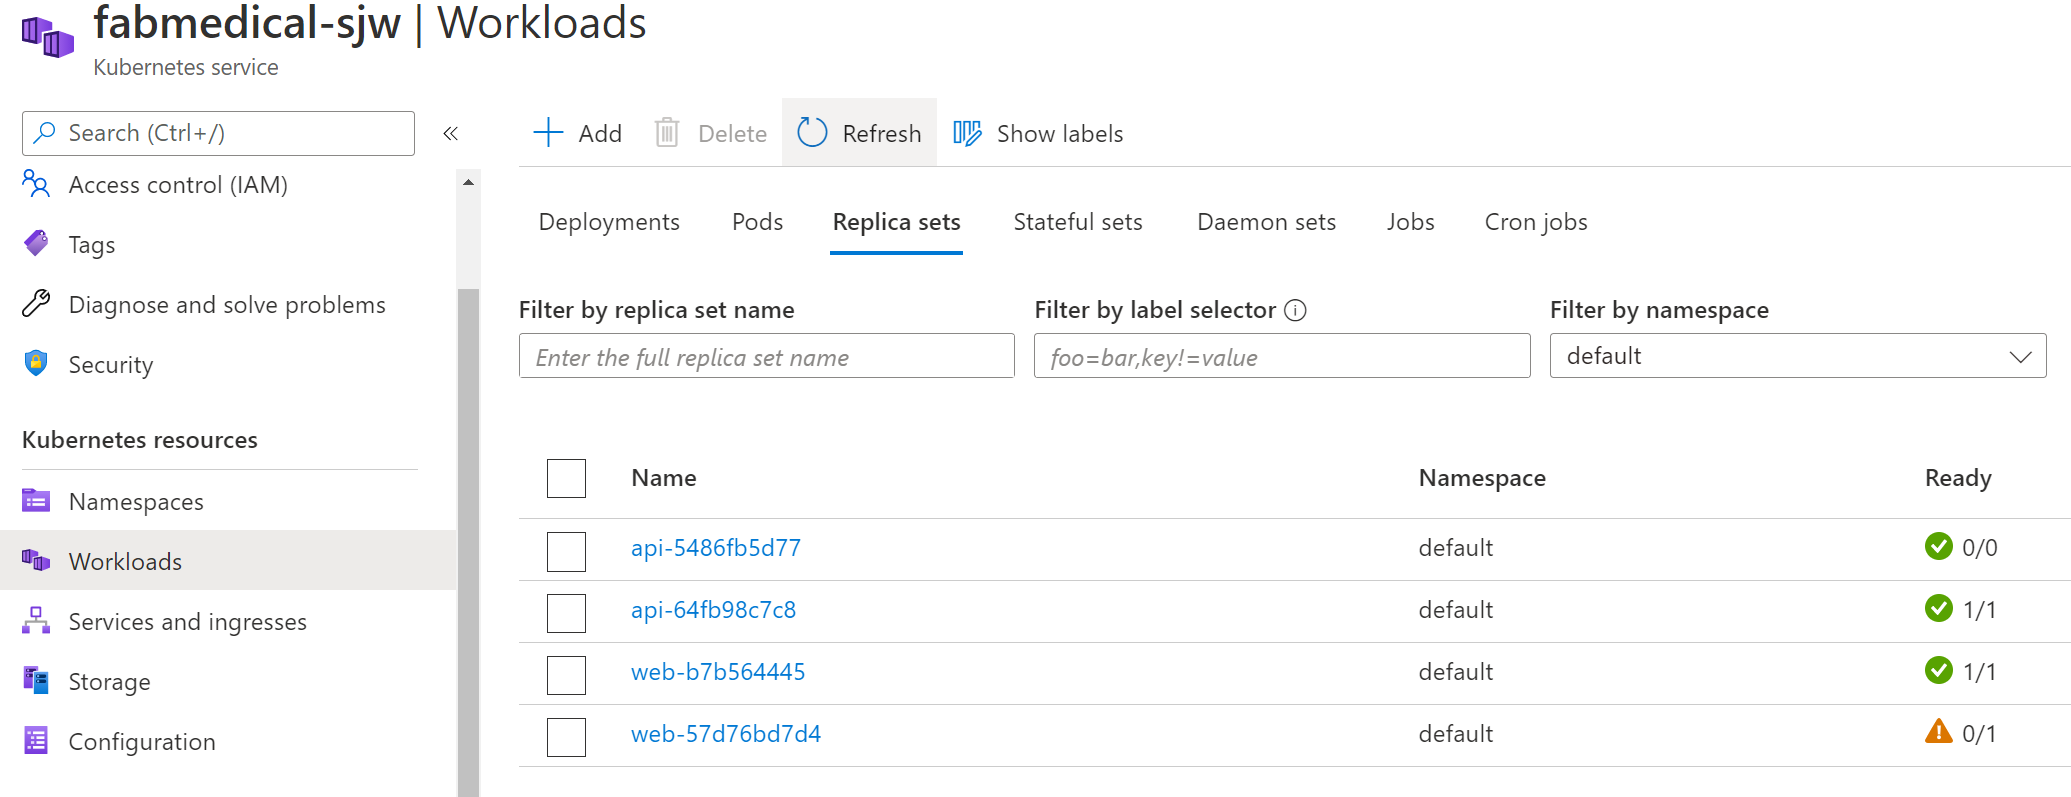 fabmedical-sjw | Workloads
Kubernetes service
Search (Ctrl+/)
«
Access control (IAM)
Tags
Diagnose and solve problems
Security
Kubernetes resources
Namespaces
Workloads
Services and ingresses
Storage
Configuration
Add Delete Refresh Show labels
Deployments Pods Replica sets Stateful sets Daemon sets Jobs Cron jobs
Filter by replica set name Filter by label selector Filter by namespace
Enter the full replica set name foo=bar,key!=value default
Name Namespace Ready
api-5486fb5d77 default 0/0
api-64fb98c7c8 default 1/1
web-b7b564445 default 1/1
web-57d76bd7d4 default 0/1